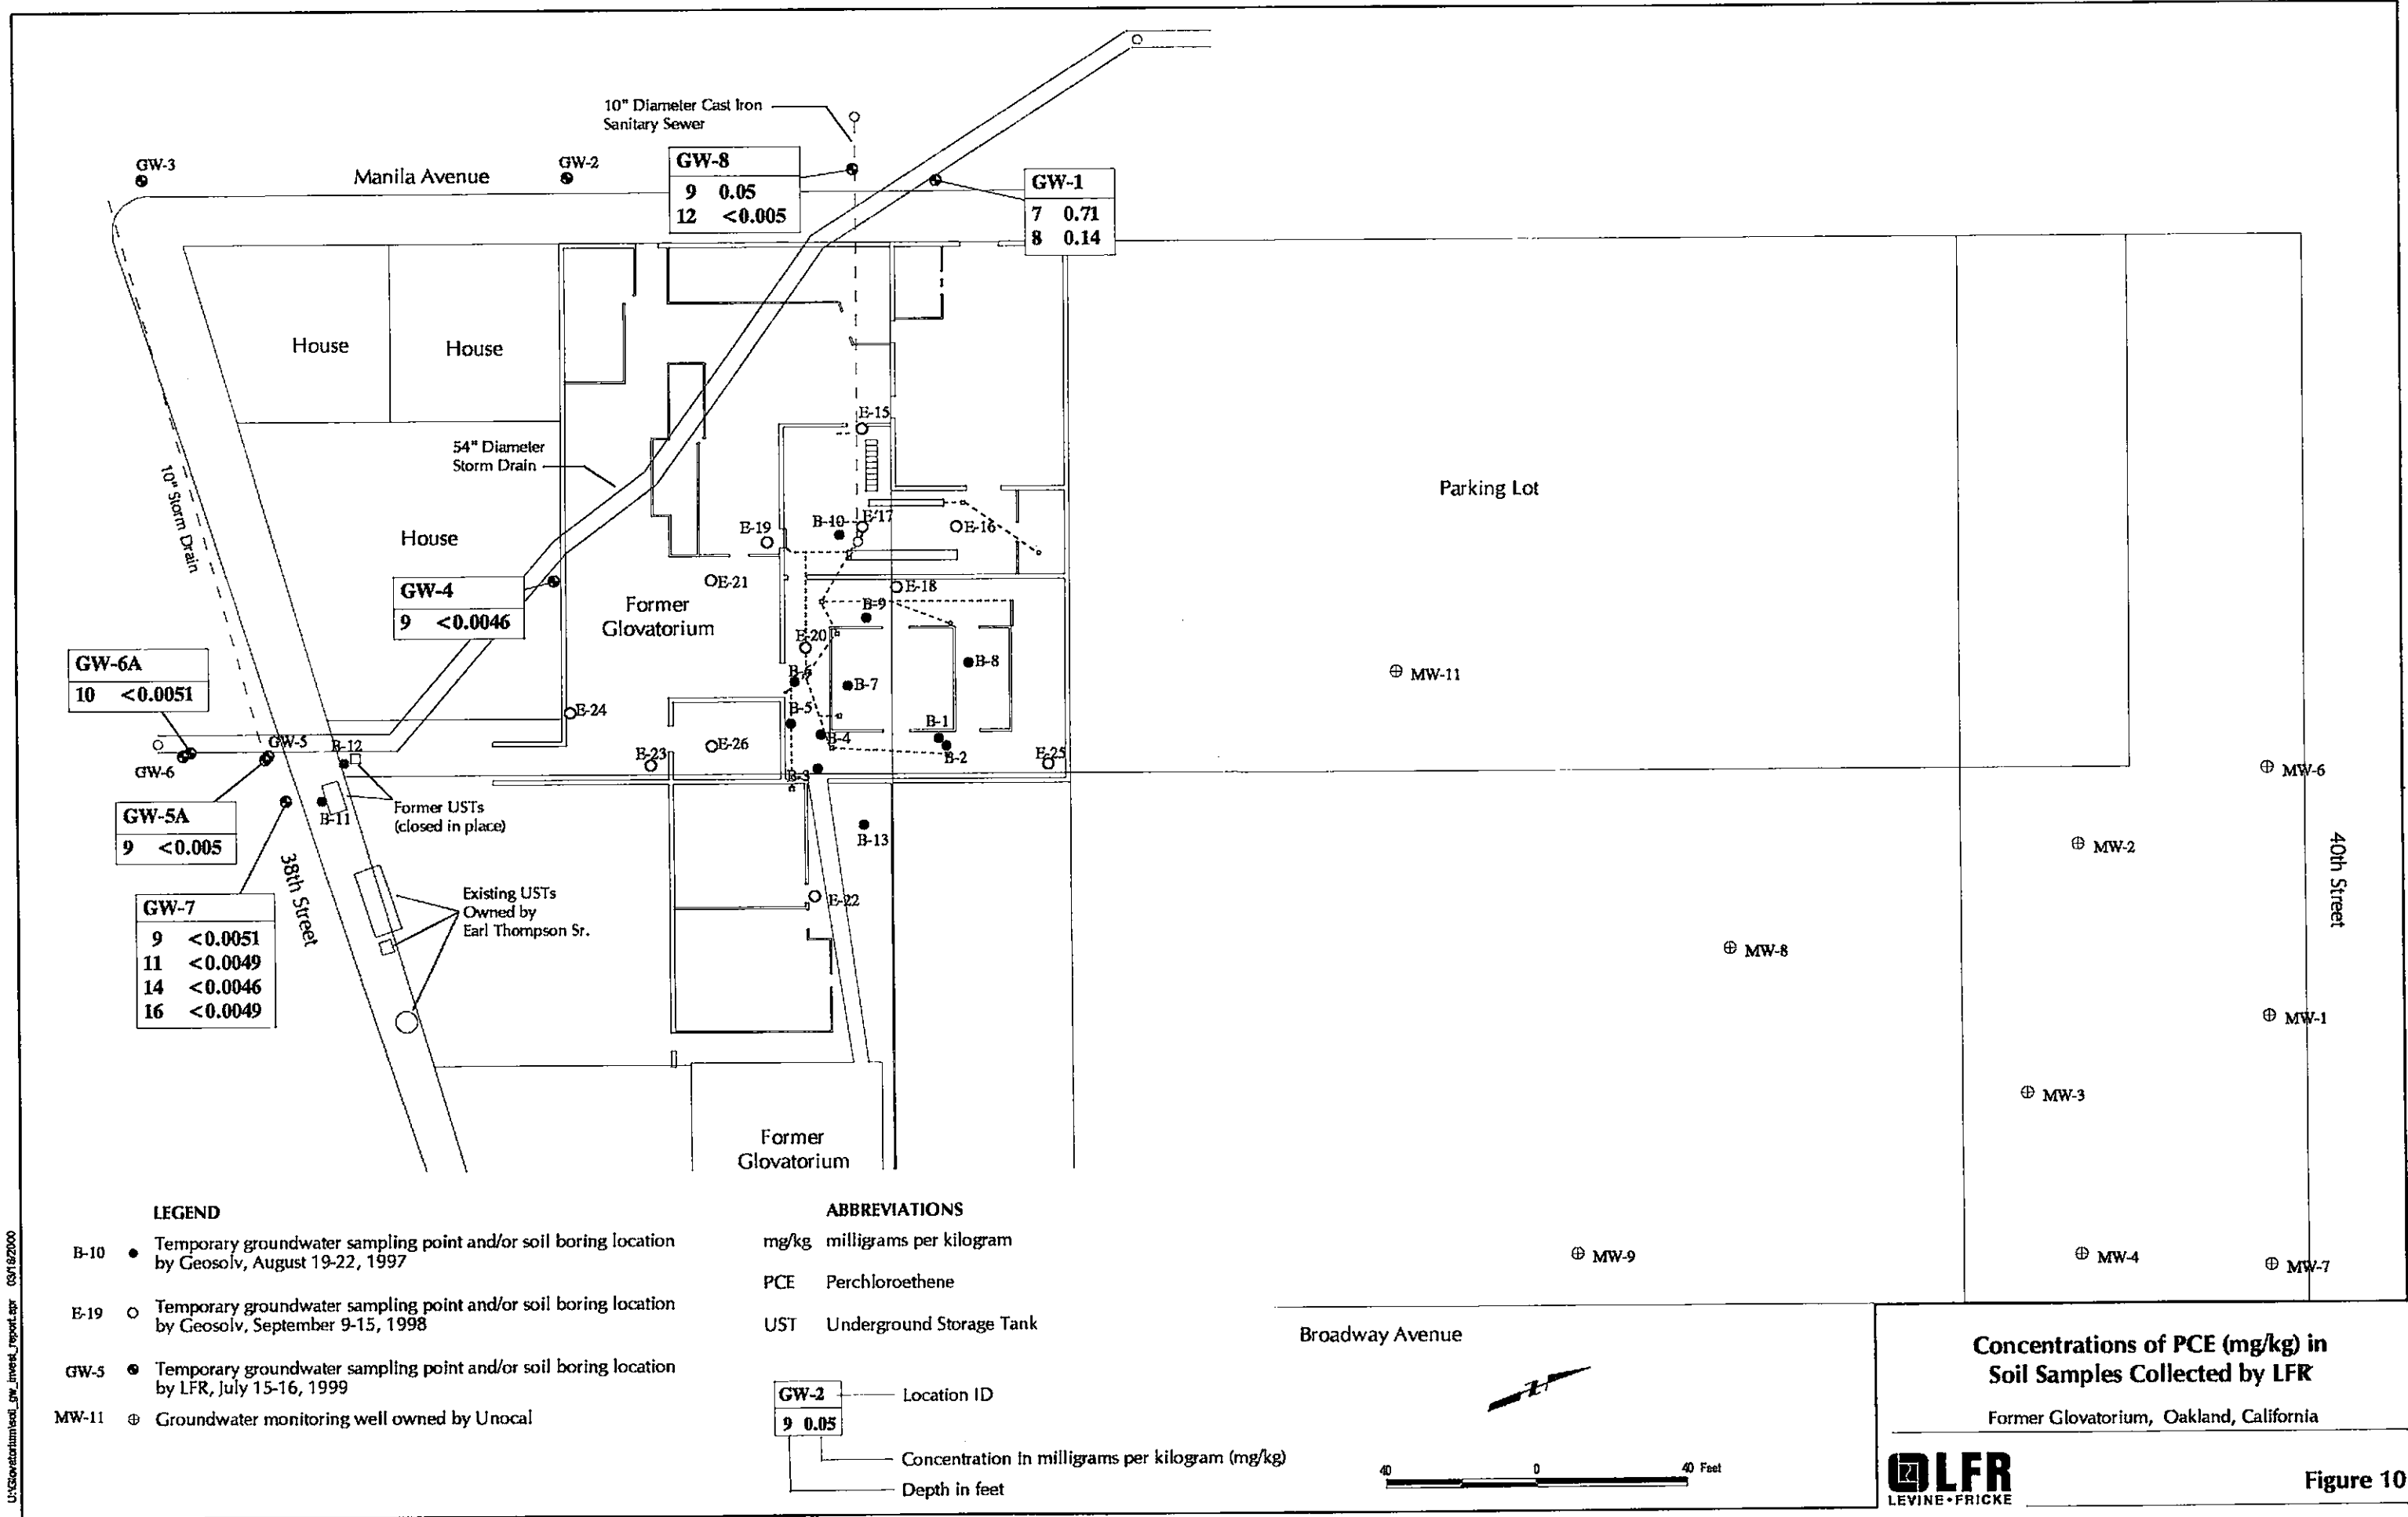 10" Diameter Cast Iron
Sanitary Sewer
GW-3
Manila Avenue
GW-2
GW-8
9 0.05
12 <0.005
GW-1
7 0.71
8 0.14
House
House
54" Diameter
Storm Drain
10" Storm Drain
House
E-15
Parking Lot
E-19
B-10
E-17
E-16
GW-4
9 <0.0046
E-21
E-18
Former
Glovatorium
B-9
E-20
GW-6A
10 <0.0051
B-6
B-7
B-8
MW-11
E-24
B-5
B-4
B-1
B-2
GW-5
B-12
GW-6
E-23
E-26
B-3
E-25
MW-6
GW-5A
9 <0.005
B-11
Former USTs
(closed in place)
B-13
MW-2
40th Street
38th Street
GW-7
9 <0.0051
11 <0.0049
14 <0.0046
16 <0.0049
Existing USTs
Owned by
Earl Thompson Sr.
E-22
MW-8
MW-1
MW-3
Former
Glovatorium
MW-9
MW-4
MW-7
LEGEND
B-10 Temporary groundwater sampling point and/or soil boring location
by Geosolv, August 19-22, 1997
E-19 Temporary groundwater sampling point and/or soil boring location
by Geosolv, September 9-15, 1998
GW-5 Temporary groundwater sampling point and/or soil boring location
by LFR, July 15-16, 1999
MW-11 Groundwater monitoring well owned by Unocal
ABBREVIATIONS
mg/kg milligrams per kilogram
PCE Perchloroethene
UST Underground Storage Tank
GW-2 Location ID
9 0.05
Concentration in milligrams per kilogram (mg/kg)
Depth in feet
Broadway Avenue
40 0 40 Feet
Concentrations of PCE (mg/kg) in
Soil Samples Collected by LFR
Former Glovatorium, Oakland, California
LFR
LEVINE•FRICKE
Figure 10
U:\Glovatorium\soil_gw_invest_report.apr 03/16/2000